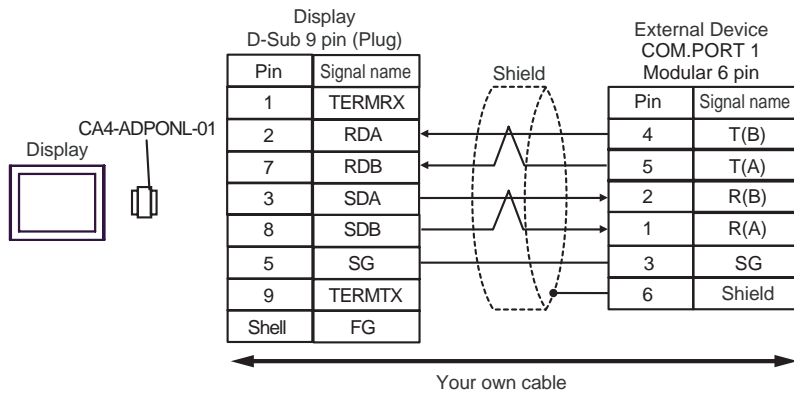 Display
D-Sub 9 pin (Plug)
External Device
COM.PORT 1
Modular 6 pin
Shield
CA4-ADPONL-01
Display
Pin Signal name
1 TERMRX
2 RDA
7 RDB
3 SDA
8 SDB
5 SG
9 TERMTX
Shell FG
Pin Signal name
4 T(B)
5 T(A)
2 R(B)
1 R(A)
3 SG
6 Shield
Your own cable